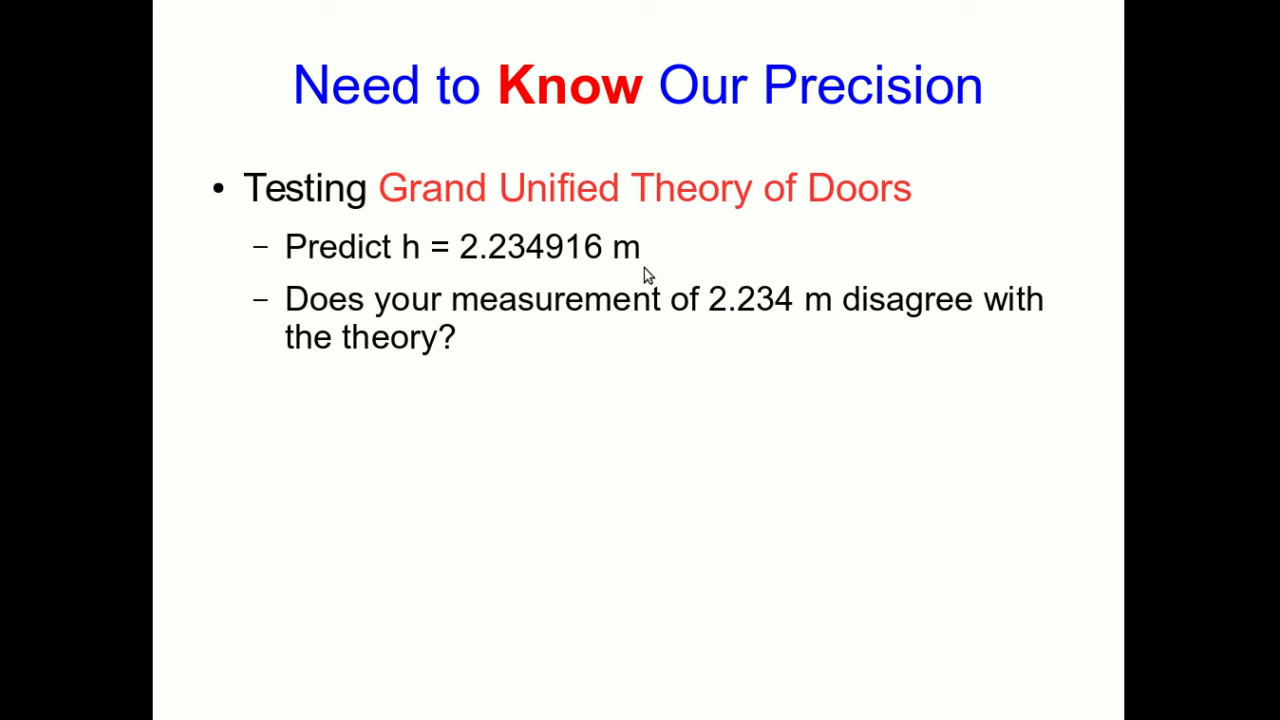 Need to Know Our Precision
• Testing Grand Unified Theory of Doors
– Predict h = 2.234916 m
– Does your measurement of 2.234 m disagree with
the theory?